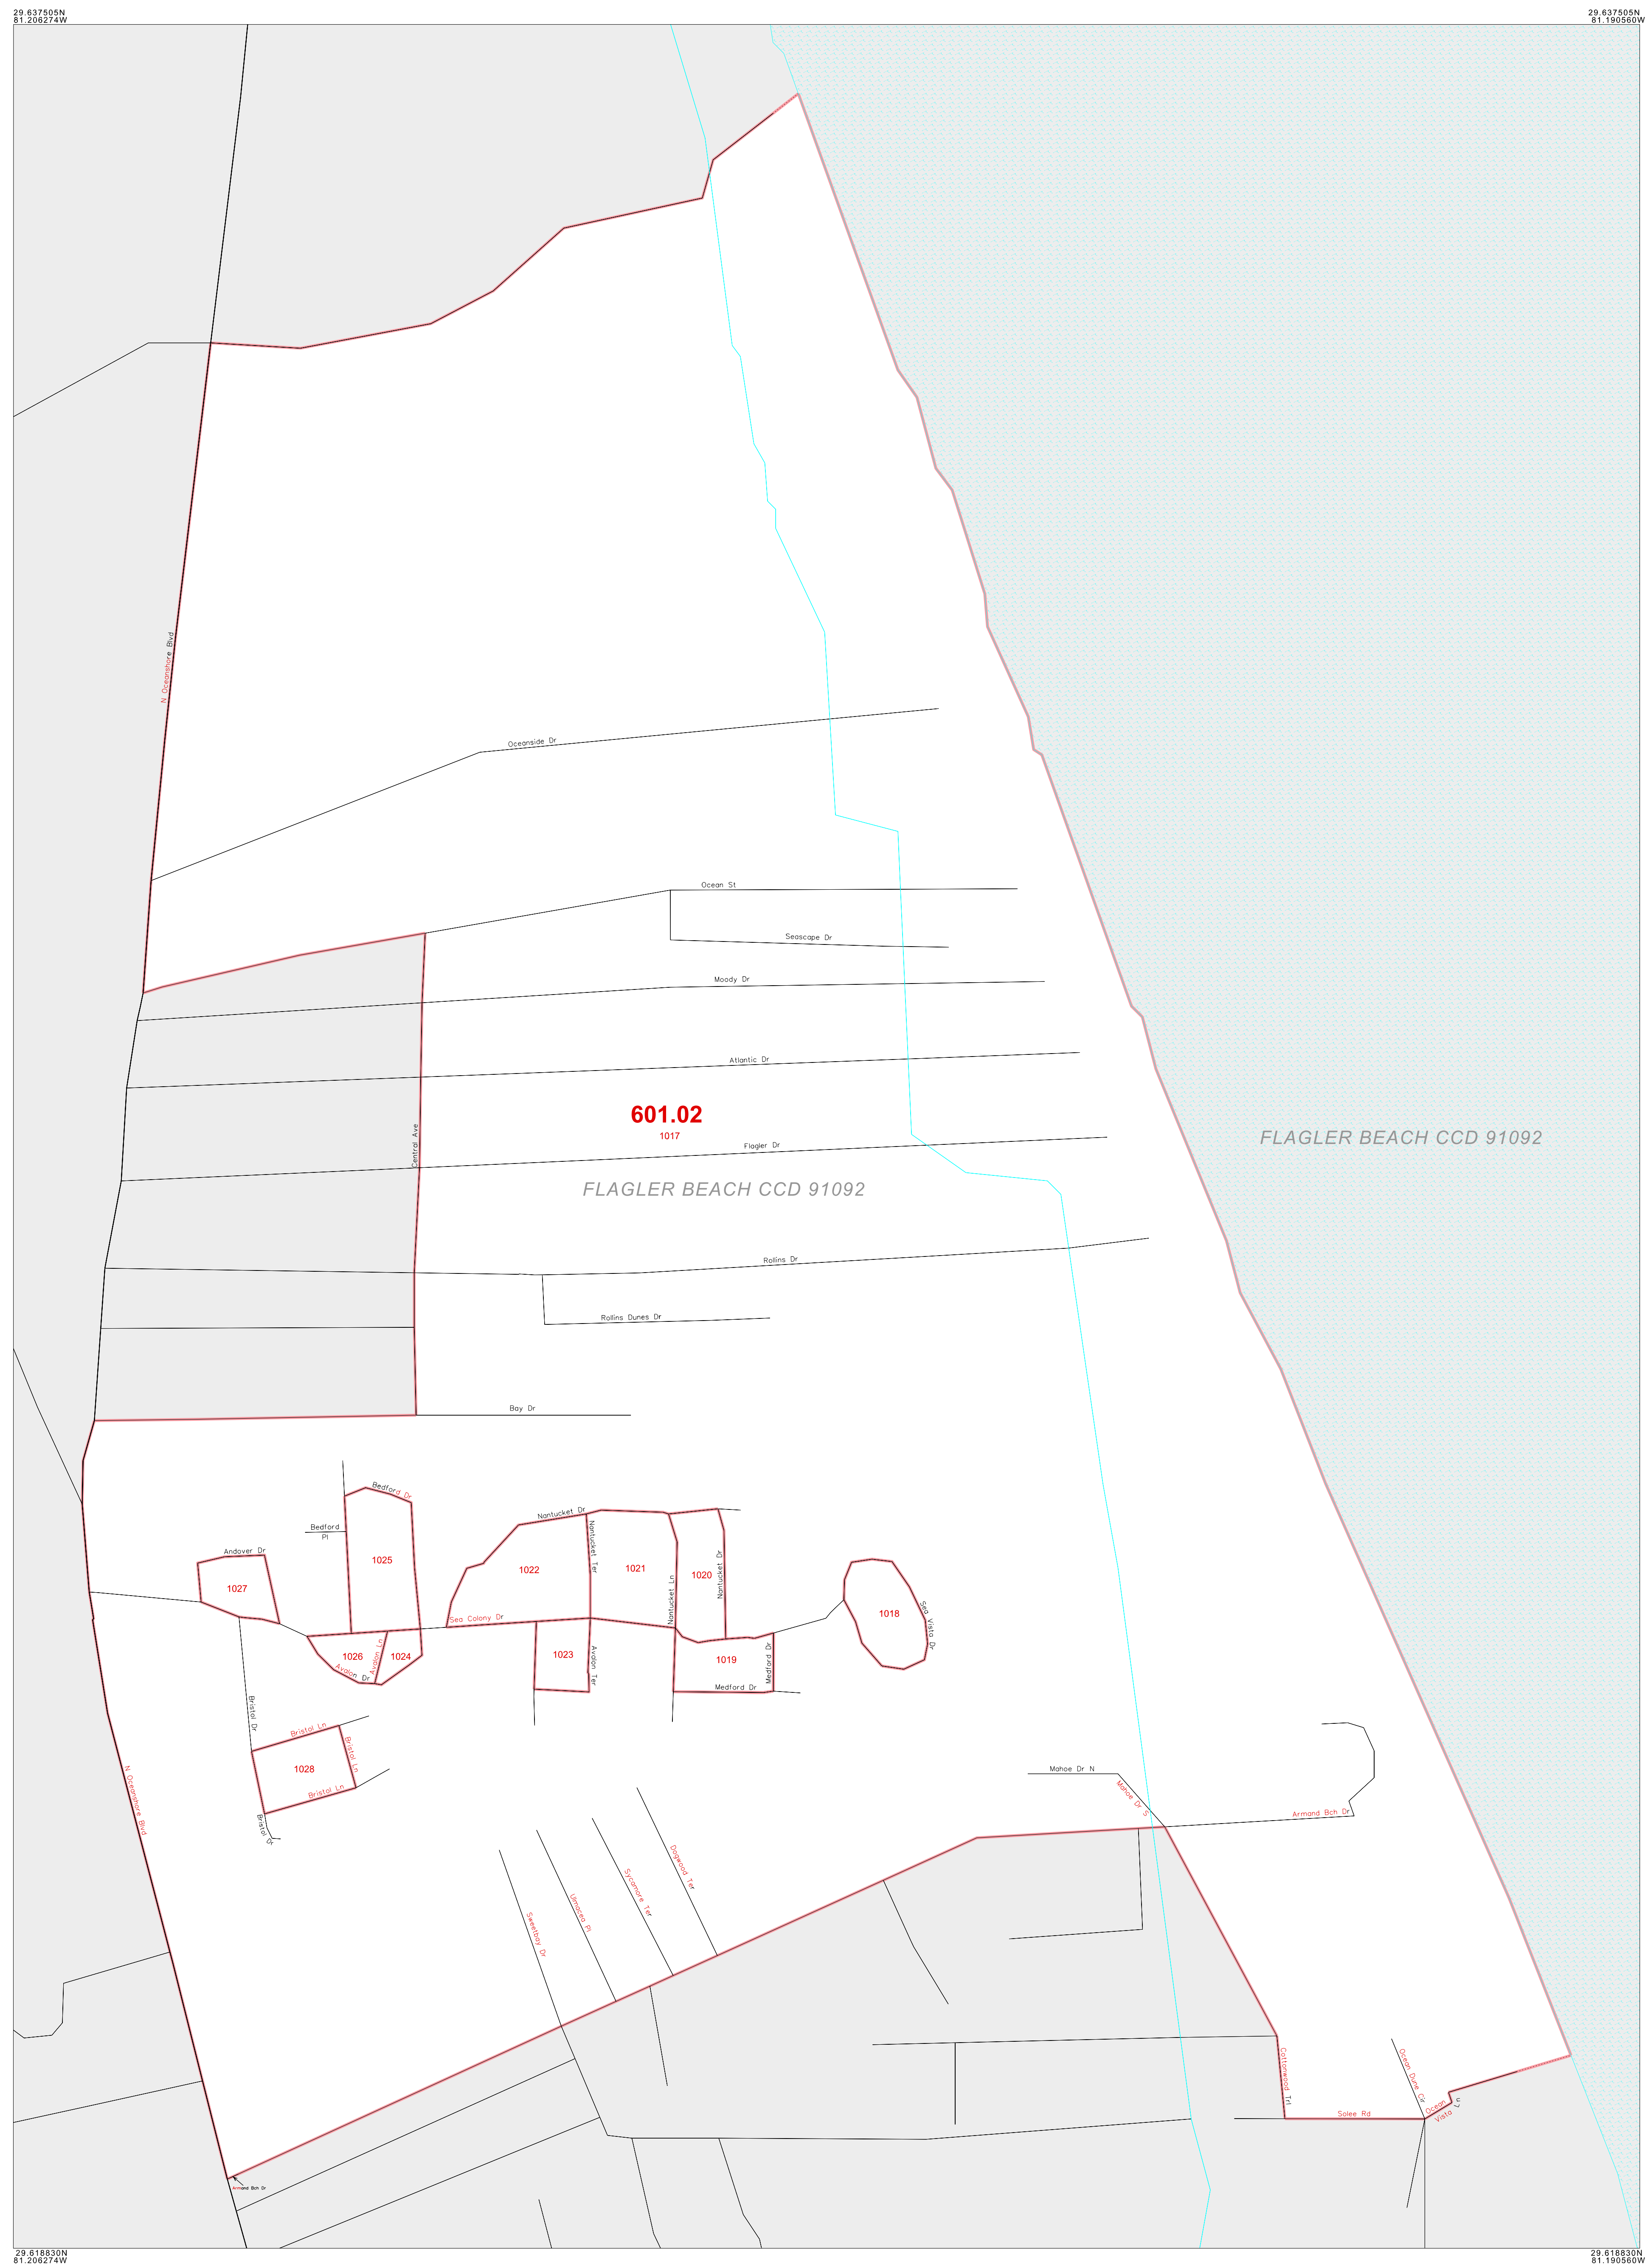 29.637505N
81.206274W
29.637505N
81.190560W
N Oceanshore Blvd
Oceanside Dr
Ocean St
Seascape Dr
Moody Dr
Atlantic Dr
601.02
1017
Central Ave
Flagler Dr
FLAGLER BEACH CCD 91092
FLAGLER BEACH CCD 91092
Rollins Dr
Rollins Dunes Dr
Bay Dr
Bedford Dr
Bedford
Pl
1025
Andover Dr
1027
Nantucket Dr
Nantucket Ter
1022
1021
Nantucket Ln
1020
Nantucket Dr
1018
Sea Vista Dr
Sea Colony Dr
1026
Avalon Ln
1024
Avalon Dr
1023
Avalon Ter
1019
Medford Dr
Medford Dr
Bristol Dr
Bristol Ln
Bristol Ln
1028
Bristol Ln
Bristol Dr
N Oceanshore Blvd
Mahoe Dr N
Mahoe Dr S
Armand Bch Dr
Sweetbay Dr
Ulmacea Pl
Sycamore Ter
Dogwood Ter
Cottonwood Trl
Ocean Dune Cir
Solee Rd
Ocean
Vista
Ln
Armand Bch Dr
29.618830N
81.206274W
29.618830N
81.190560W